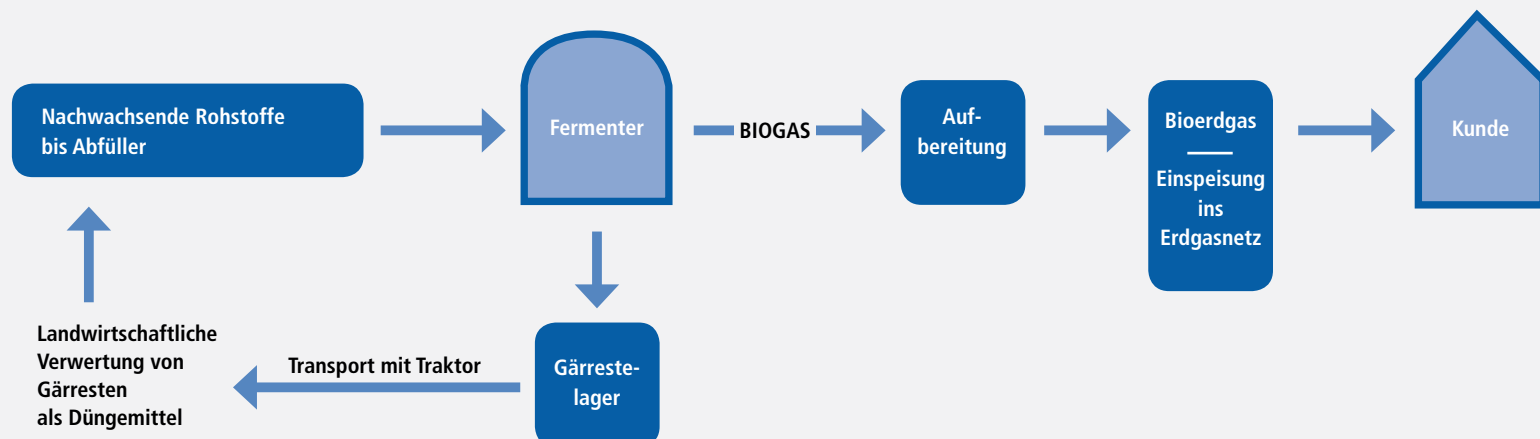 Nachwachsende Rohstoffe
bis Abfüller
Fermenter
BIOGAS
Auf-
bereitung
Bioerdgas
Einspeisung
ins
Erdgasnetz
Kunde
Landwirtschaftliche
Verwertung von
Gärresten
als Düngemittel
Transport mit Traktor
Gärreste-
lager